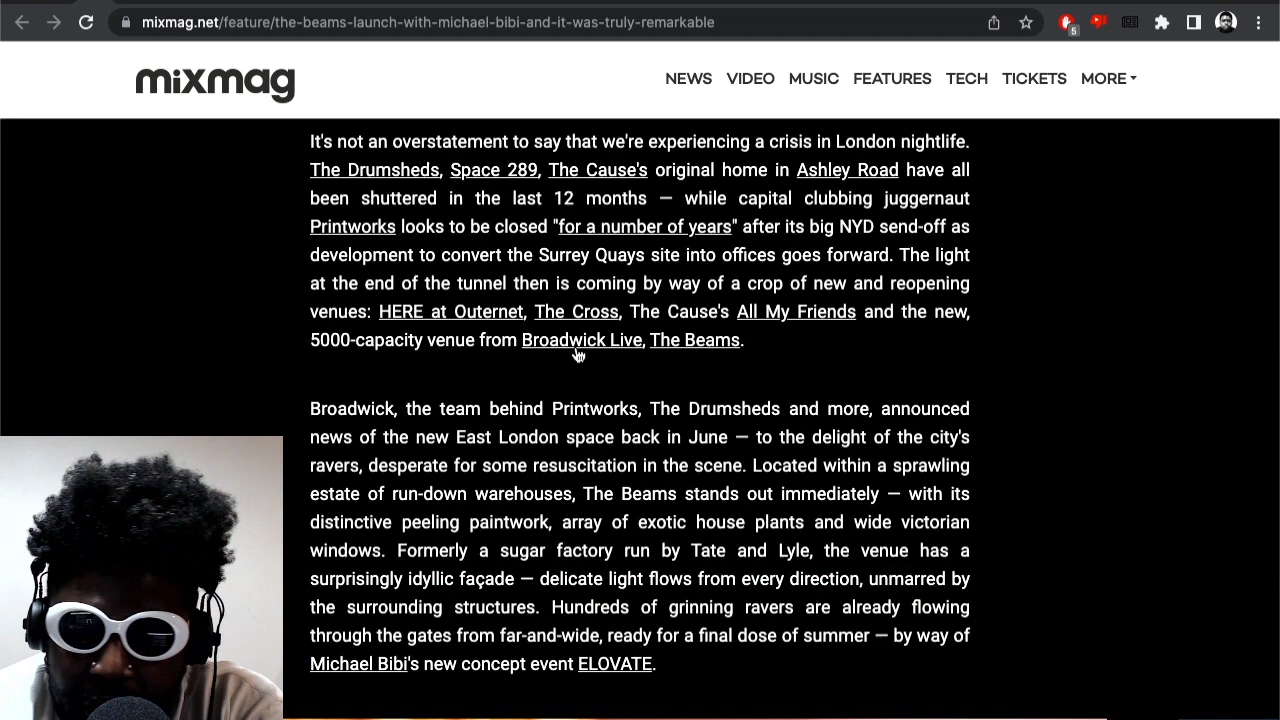 mixmag.net/feature/the-beams-launch-with-michael-bibi-and-it-was-truly-remarkable
5
mixmag
NEWS VIDEO MUSIC FEATURES TECH TICKETS MORE
It's not an overstatement to say that we're experiencing a crisis in London nightlife.
The Drumsheds, Space 289, The Cause's original home in Ashley Road have all
been shuttered in the last 12 months — while capital clubbing juggernaut
Printworks looks to be closed "for a number of years" after its big NYD send-off as
development to convert the Surrey Quays site into offices goes forward. The light
at the end of the tunnel then is coming by way of a crop of new and reopening
venues: HERE at Outernet, The Cross, The Cause's All My Friends and the new,
5000-capacity venue from Broadwick Live, The Beams.
Broadwick, the team behind Printworks, The Drumsheds and more, announced
news of the new East London space back in June — to the delight of the city's
ravers, desperate for some resuscitation in the scene. Located within a sprawling
estate of run-down warehouses, The Beams stands out immediately — with its
distinctive peeling paintwork, array of exotic house plants and wide victorian
windows. Formerly a sugar factory run by Tate and Lyle, the venue has a
surprisingly idyllic façade — delicate light flows from every direction, unmarred by
the surrounding structures. Hundreds of grinning ravers are already flowing
through the gates from far-and-wide, ready for a final dose of summer — by way of
Michael Bibi's new concept event ELOVATE.